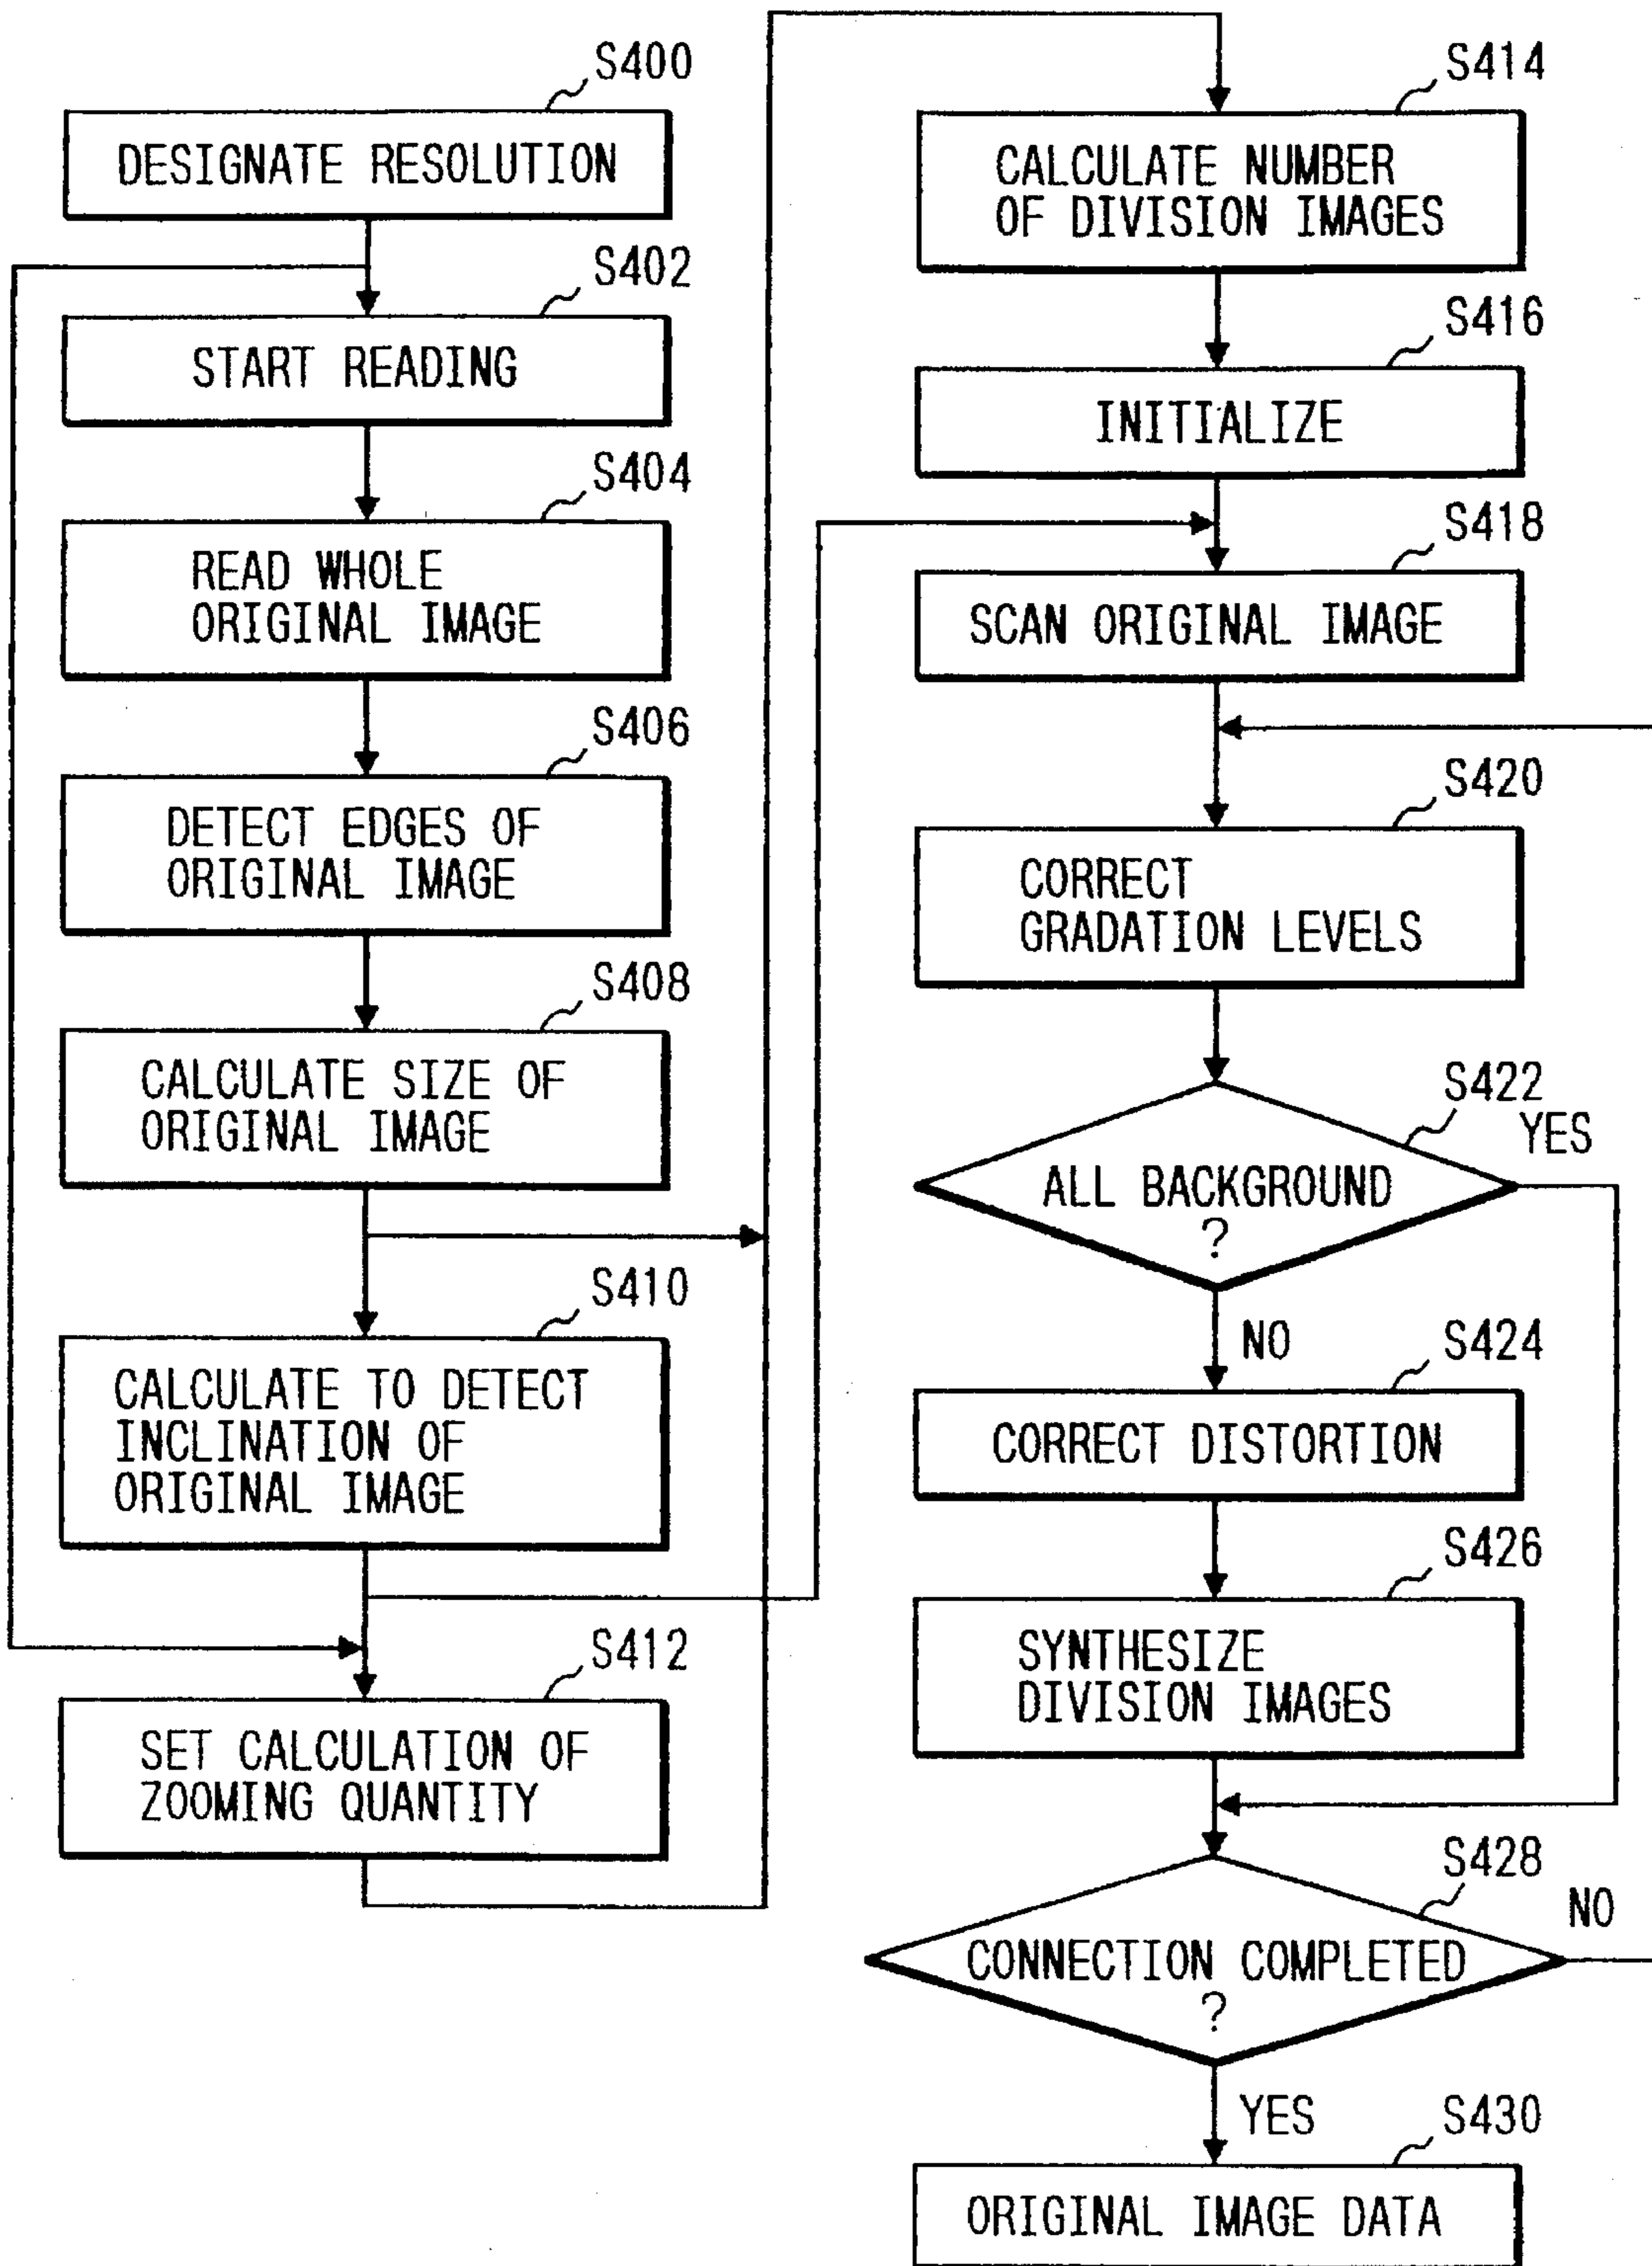 S400
DESIGNATE RESOLUTION
S402
START READING
S404
READ WHOLE
ORIGINAL IMAGE
S406
DETECT EDGES OF
ORIGINAL IMAGE
S408
CALCULATE SIZE OF
ORIGINAL IMAGE
S410
CALCULATE TO DETECT
INCLINATION OF
ORIGINAL IMAGE
S412
SET CALCULATION OF
ZOOMING QUANTITY
S414
CALCULATE NUMBER
OF DIVISION IMAGES
S416
INITIALIZE
S418
SCAN ORIGINAL IMAGE
S420
CORRECT
GRADATION LEVELS
S422
YES
ALL BACKGROUND
?
NO
S424
CORRECT DISTORTION
S426
SYNTHESIZE
DIVISION IMAGES
S428
NO
CONNECTION COMPLETED
?
YES
S430
ORIGINAL IMAGE DATA